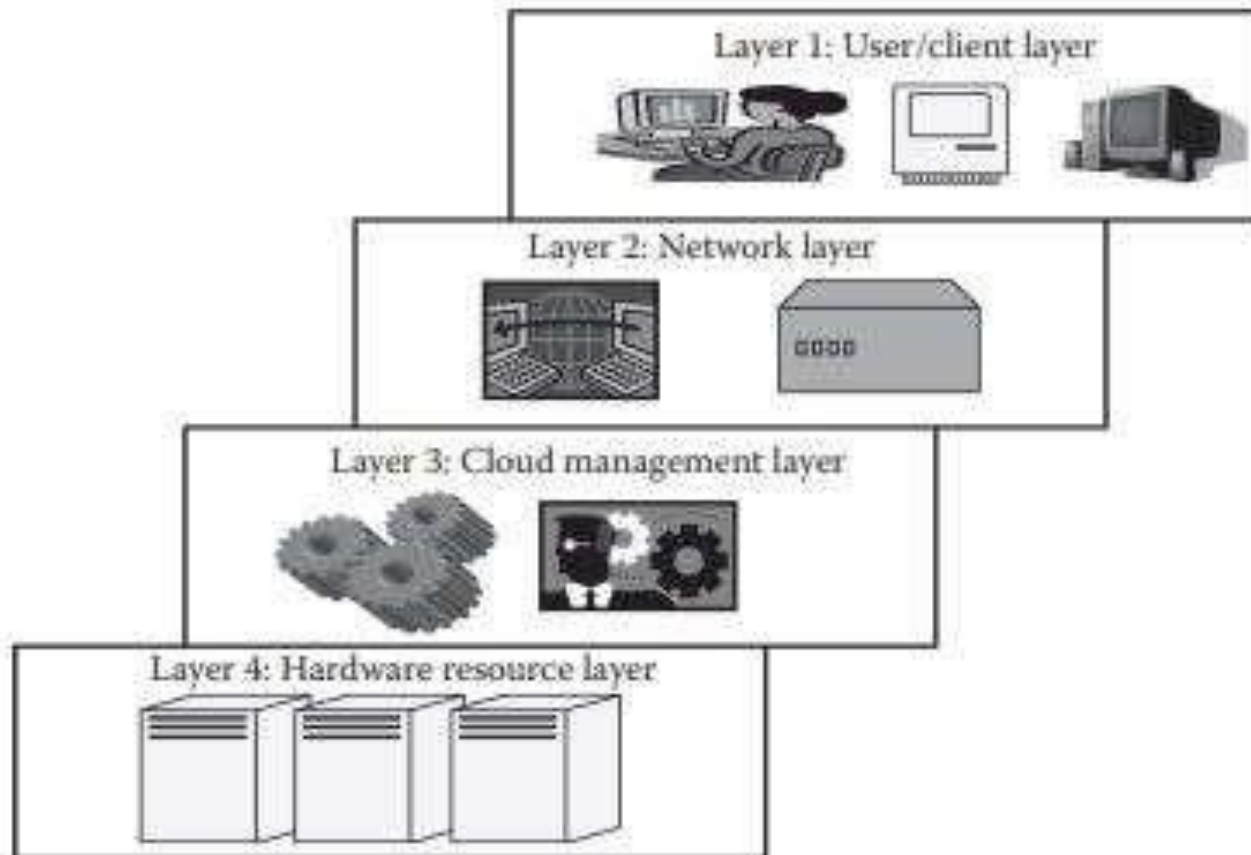 Layer 1: User/client layer
Layer 2: Network layer
Layer 3: Cloud management layer
Layer 4: Hardware resource layer